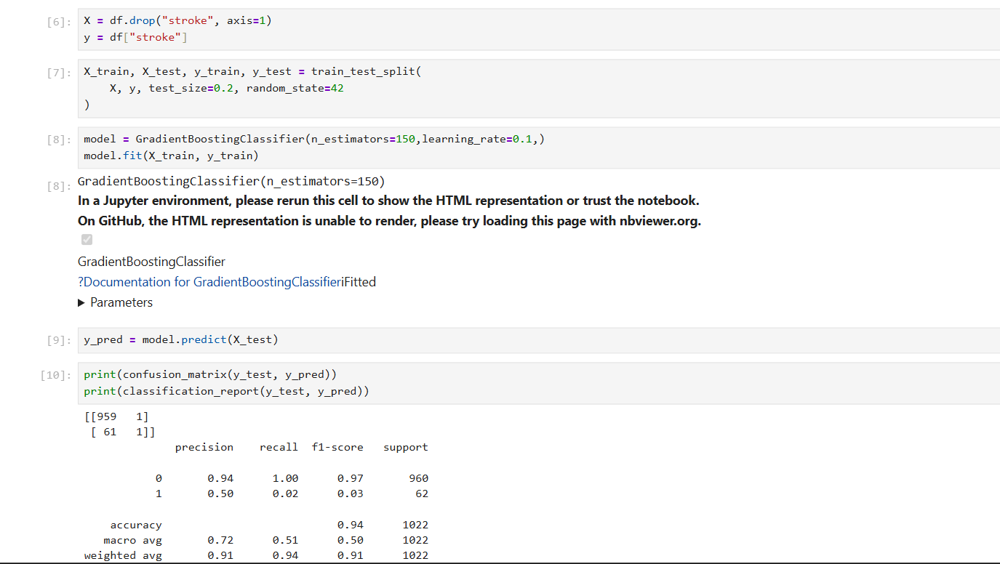 [6]: X = df.drop("stroke", axis=1)
y = df["stroke"]
[7]: X_train, X_test, y_train, y_test = train_test_split(
    X, y, test_size=0.2, random_state=42
)
[8]: model = GradientBoostingClassifier(n_estimators=150,learning_rate=0.1,)
model.fit(X_train, y_train)
[8]: GradientBoostingClassifier(n_estimators=150)
In a Jupyter environment, please rerun this cell to show the HTML representation or trust the notebook.
On GitHub, the HTML representation is unable to render, please try loading this page with nbviewer.org.
GradientBoostingClassifier
?Documentation for GradientBoostingClassifieriFitted
▶ Parameters
[9]: y_pred = model.predict(X_test)
[10]: print(confusion_matrix(y_test, y_pred))
print(classification_report(y_test, y_pred))
[[959   1]
 [ 61   1]]
              precision    recall  f1-score   support
           0       0.94      1.00      0.97       960
           1       0.50      0.02      0.03        62
    accuracy                           0.94      1022
   macro avg       0.72      0.51      0.50      1022
weighted avg       0.91      0.94      0.91      1022